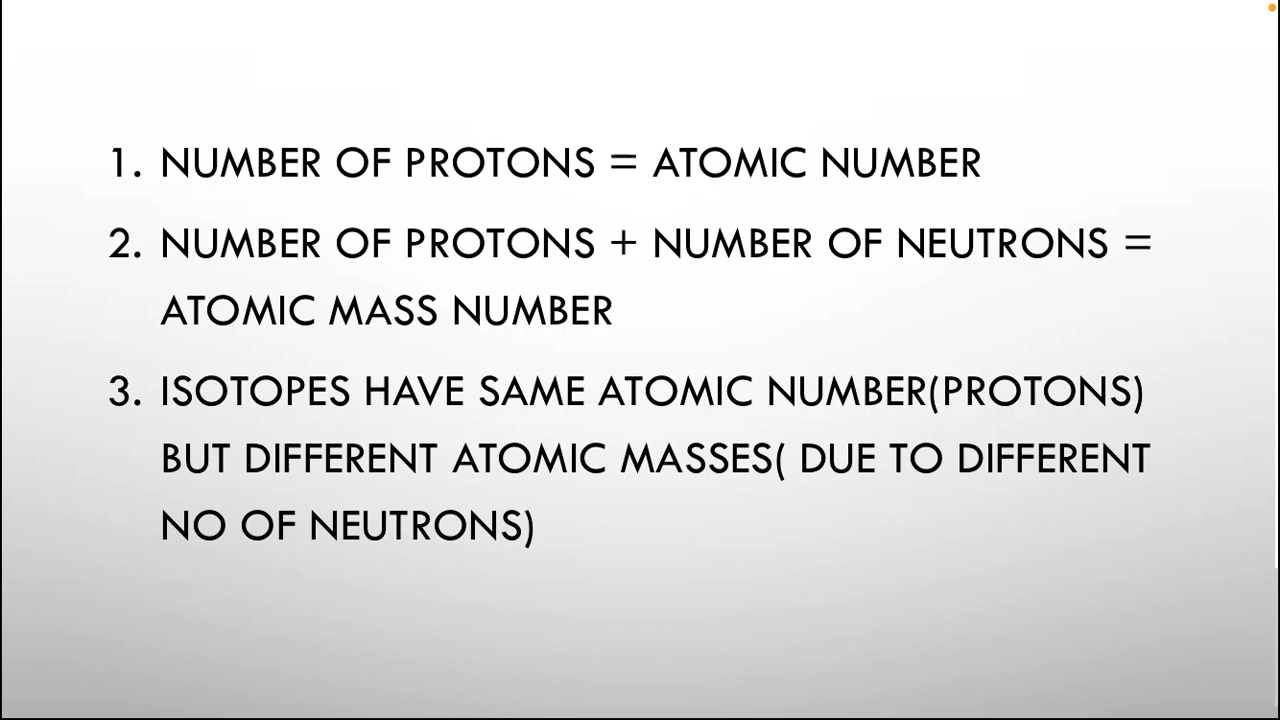 1. NUMBER OF PROTONS = ATOMIC NUMBER
2. NUMBER OF PROTONS + NUMBER OF NEUTRONS =
ATOMIC MASS NUMBER
3. ISOTOPES HAVE SAME ATOMIC NUMBER(PROTONS)
BUT DIFFERENT ATOMIC MASSES( DUE TO DIFFERENT
NO OF NEUTRONS)